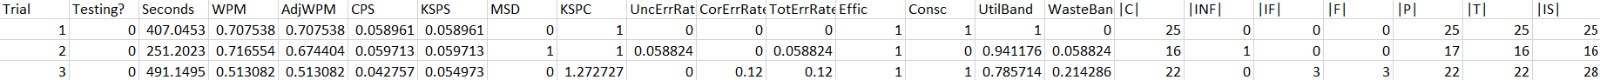 Trial Testing? Seconds WPM AdjWPM CPS KSPS MSD KSPC UncErrRat CorErrRate TotErrRate Effic Consc UtilBand WasteBan |C| |INF| |IF| |F| |P| |T| |IS|
1 0 407.0453 0.707538 0.707538 0.058961 0.058961 0 1 0 0 0 1 1 1 0 25 0 0 0 25 25 25
2 0 251.2023 0.716554 0.674404 0.059713 0.059713 1 1 0.058824 0 0.058824 1 0 0.941176 0.058824 16 1 0 0 17 16 16
3 0 491.1495 0.513082 0.513082 0.042757 0.054973 0 1.272727 0 0.12 0.12 1 1 0.785714 0.214286 22 0 3 3 22 22 28